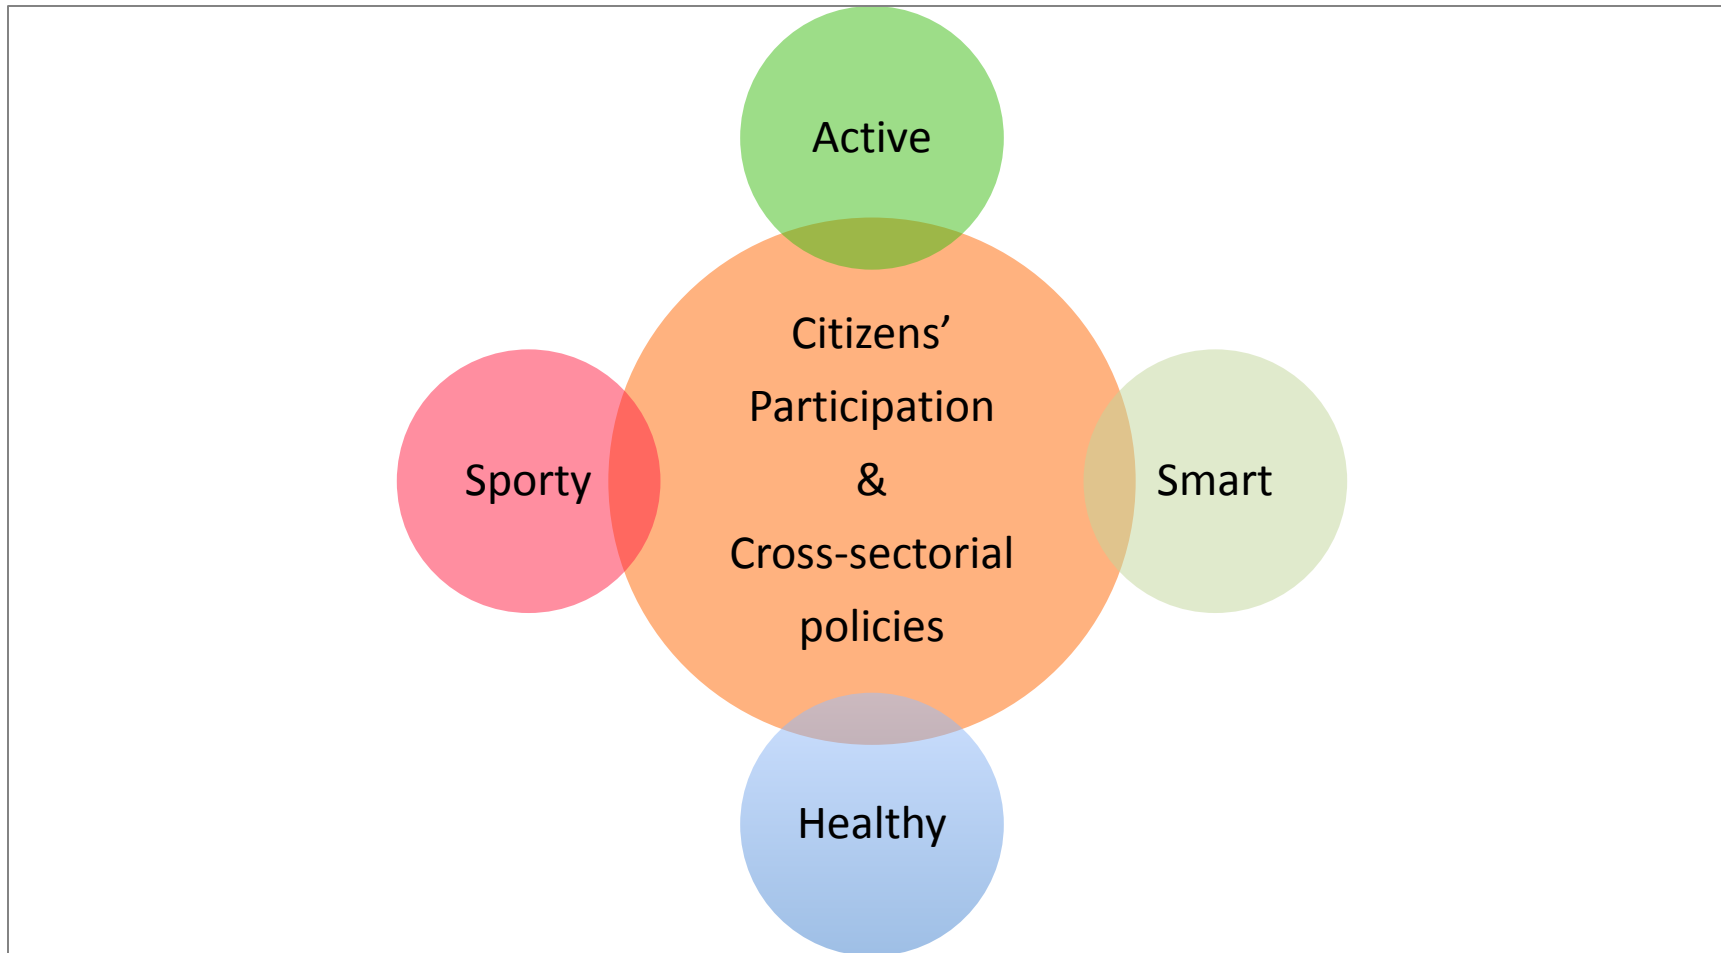 Active
Citizens’
Participation
&
Cross-sectorial
policies
Sporty
Smart
Healthy